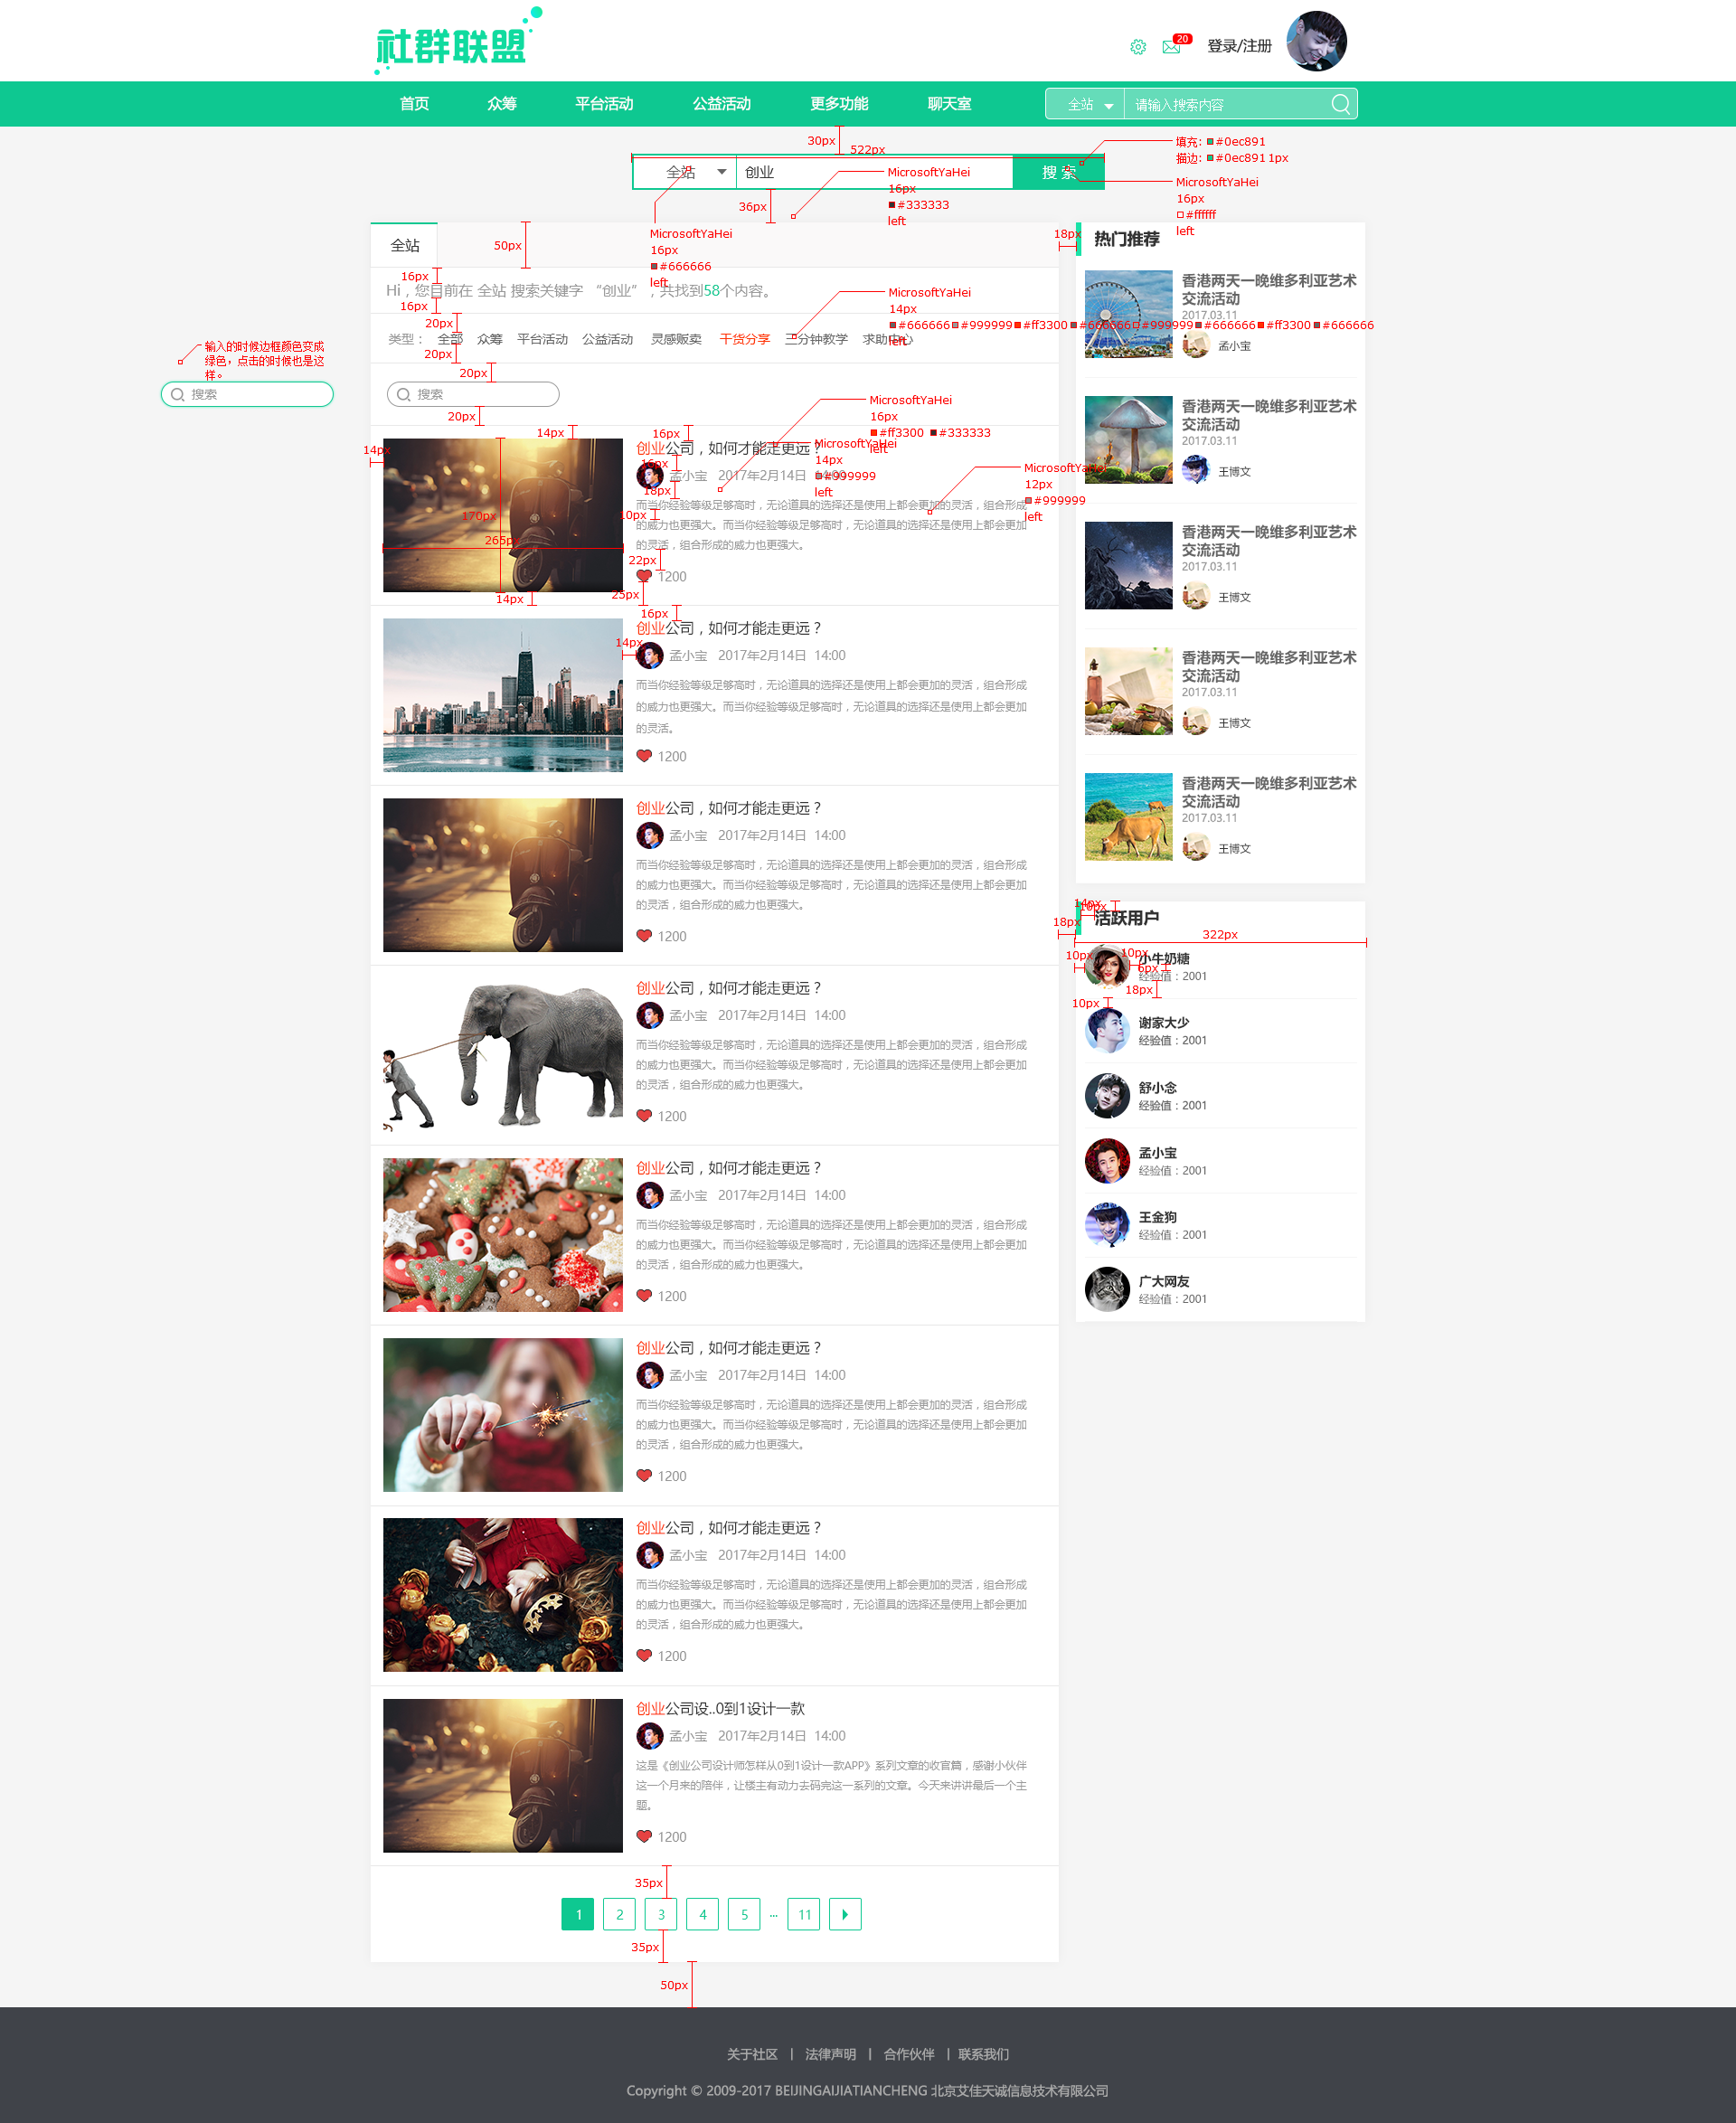 社群联盟
20
登录/注册
首页 众筹 平台活动 公益活动 更多功能 聊天室
全站 请输入搜索内容
30px
522px
填充: #0ec891
描边: #0ec891 1px
全站 创业 搜 索
MicrosoftYaHei
16px
#333333
left
MicrosoftYaHei
16px
#ffffff
left
36px
MicrosoftYaHei
16px
#666666
left
全站
50px
18px
热门推荐
16px
16px
Hi，您目前在 全站 搜索关键字 “创业”，共找到58个内容。
MicrosoftYaHei
14px
#666666 #999999 #ff3300 #666666 #999999 #666666 #ff3300 #666666
left
20px
类型： 全部 众筹 平台活动 公益活动 灵感贩卖 干货分享 三分钟教学 求助中心
20px
输入的时候边框颜色变成
绿色，点击的时候也是这
样。
搜索
20px
搜索
20px
MicrosoftYaHei
16px
#ff3300 #333333
left
14px
16px
14px
创业公司，如何才能走更远？
MicrosoftYaHei
14px
#999999
left
16px
孟小宝 2017年2月14日 14:00
18px
MicrosoftYaHei
12px
#999999
left
170px
265px
10px
而当你经验等级足够高时，无论道具的选择还是使用上都会更加的灵活，组合形成
的威力也更强大。而当你经验等级足够高时，无论道具的选择还是使用上都会更加
的灵活，组合形成的威力也更强大。
22px
1200
25px
14px
16px
创业公司，如何才能走更远？
14px
孟小宝 2017年2月14日 14:00
而当你经验等级足够高时，无论道具的选择还是使用上都会更加的灵活，组合形成
的威力也更强大。而当你经验等级足够高时，无论道具的选择还是使用上都会更加
的灵活。
1200
创业公司，如何才能走更远？
孟小宝 2017年2月14日 14:00
而当你经验等级足够高时，无论道具的选择还是使用上都会更加的灵活，组合形成
的威力也更强大。而当你经验等级足够高时，无论道具的选择还是使用上都会更加
的灵活，组合形成的威力也更强大。
1200
创业公司，如何才能走更远？
孟小宝 2017年2月14日 14:00
而当你经验等级足够高时，无论道具的选择还是使用上都会更加的灵活，组合形成
的威力也更强大。而当你经验等级足够高时，无论道具的选择还是使用上都会更加
的灵活，组合形成的威力也更强大。
1200
创业公司，如何才能走更远？
孟小宝 2017年2月14日 14:00
而当你经验等级足够高时，无论道具的选择还是使用上都会更加的灵活，组合形成
的威力也更强大。而当你经验等级足够高时，无论道具的选择还是使用上都会更加
的灵活，组合形成的威力也更强大。
1200
创业公司，如何才能走更远？
孟小宝 2017年2月14日 14:00
而当你经验等级足够高时，无论道具的选择还是使用上都会更加的灵活，组合形成
的威力也更强大。而当你经验等级足够高时，无论道具的选择还是使用上都会更加
的灵活，组合形成的威力也更强大。
1200
创业公司，如何才能走更远？
孟小宝 2017年2月14日 14:00
而当你经验等级足够高时，无论道具的选择还是使用上都会更加的灵活，组合形成
的威力也更强大。而当你经验等级足够高时，无论道具的选择还是使用上都会更加
的灵活，组合形成的威力也更强大。
1200
创业公司设..0到1设计一款
孟小宝 2017年2月14日 14:00
这是《创业公司设计师怎样从0到1设计一款APP》系列文章的收官篇，感谢小伙伴
这一个月来的陪伴，让楼主有动力去码完这一系列的文章。今天来讲讲最后一个主
题。
1200
35px
1 2 3 4 5 ... 11
35px
50px
香港两天一晚维多利亚艺术
交流活动
2017.03.11
孟小宝
香港两天一晚维多利亚艺术
交流活动
2017.03.11
王博文
香港两天一晚维多利亚艺术
交流活动
2017.03.11
王博文
香港两天一晚维多利亚艺术
交流活动
2017.03.11
王博文
香港两天一晚维多利亚艺术
交流活动
2017.03.11
王博文
14px
10px
18px
活跃用户
322px
10px
10px
小牛奶糖
6px
经验值：2001
18px
10px
谢家大少
经验值：2001
舒小念
经验值：2001
孟小宝
经验值：2001
王金狗
经验值：2001
广大网友
经验值：2001
关于社区 | 法律声明 | 合作伙伴 | 联系我们
Copyright © 2009-2017 BEIJINGAIJIATIANCHENG 北京艾佳天诚信息技术有限公司